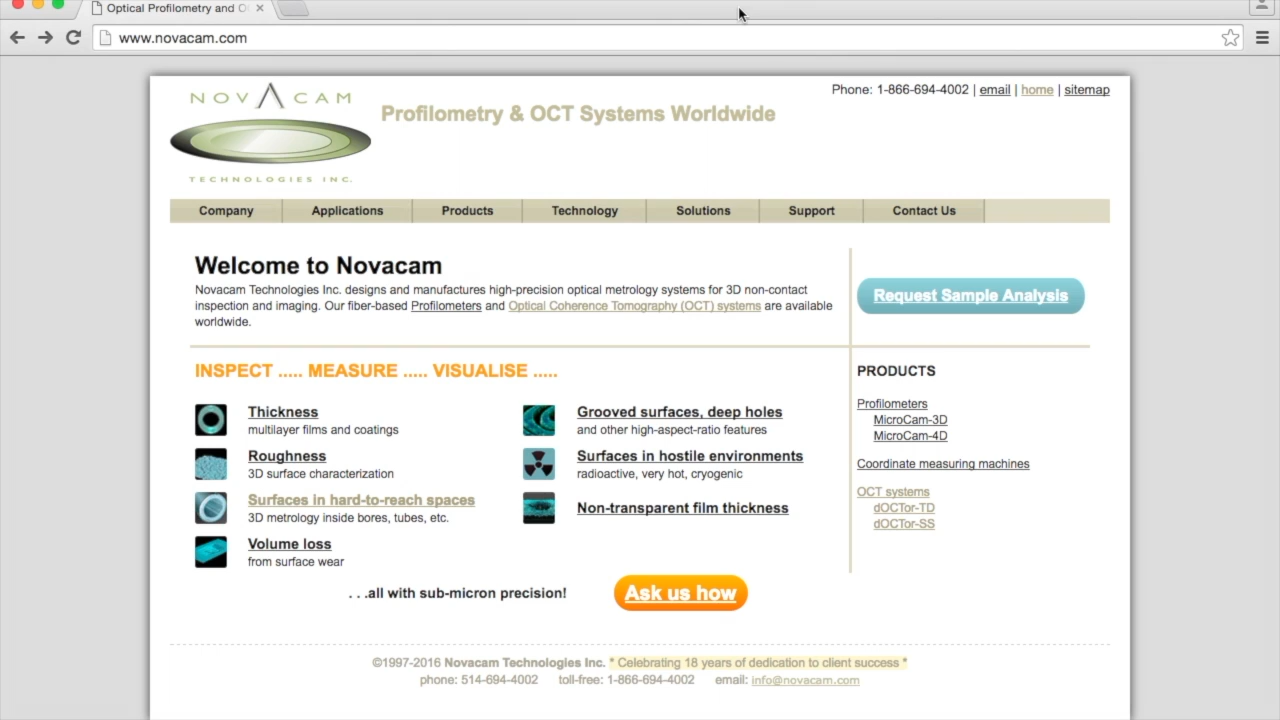 Optical Profilometry and O
www.novacam.com
NOVACAM
TECHNOLOGIES INC.
Profilometry & OCT Systems Worldwide
Phone: 1-866-694-4002 | email | home | sitemap
Company Applications Products Technology Solutions Support Contact Us
Welcome to Novacam
Novacam Technologies Inc. designs and manufactures high-precision optical metrology systems for 3D non-contact
inspection and imaging. Our fiber-based Profilometers and Optical Coherence Tomography (OCT) systems are available
worldwide.
Request Sample Analysis
INSPECT ..... MEASURE ..... VISUALISE .....
Thickness
multilayer films and coatings
Roughness
3D surface characterization
Surfaces in hard-to-reach spaces
3D metrology inside bores, tubes, etc.
Volume loss
from surface wear
Grooved surfaces, deep holes
and other high-aspect-ratio features
Surfaces in hostile environments
radioactive, very hot, cryogenic
Non-transparent film thickness
. . .all with sub-micron precision!
Ask us how
PRODUCTS
Profilometers
MicroCam-3D
MicroCam-4D
Coordinate measuring machines
OCT systems
dOCTor-TD
dOCTor-SS
©1997-2016 Novacam Technologies Inc. * Celebrating 18 years of dedication to client success *
phone: 514-694-4002 toll-free: 1-866-694-4002 email: info@novacam.com